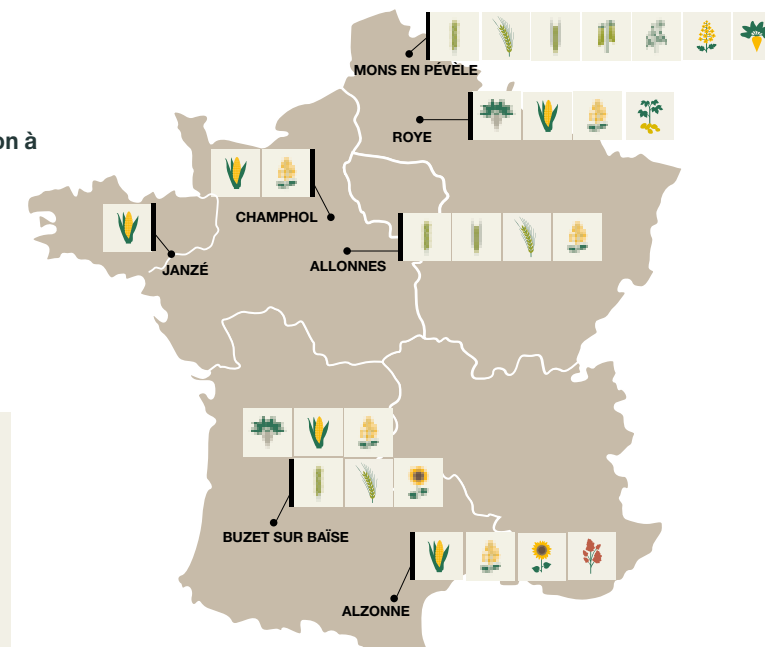 MONS EN PÉVÈLE
ROYE
on à
CHAMPHOL
JANZÉ
ALLONNES
BUZET SUR BAÏSE
ALZONNE